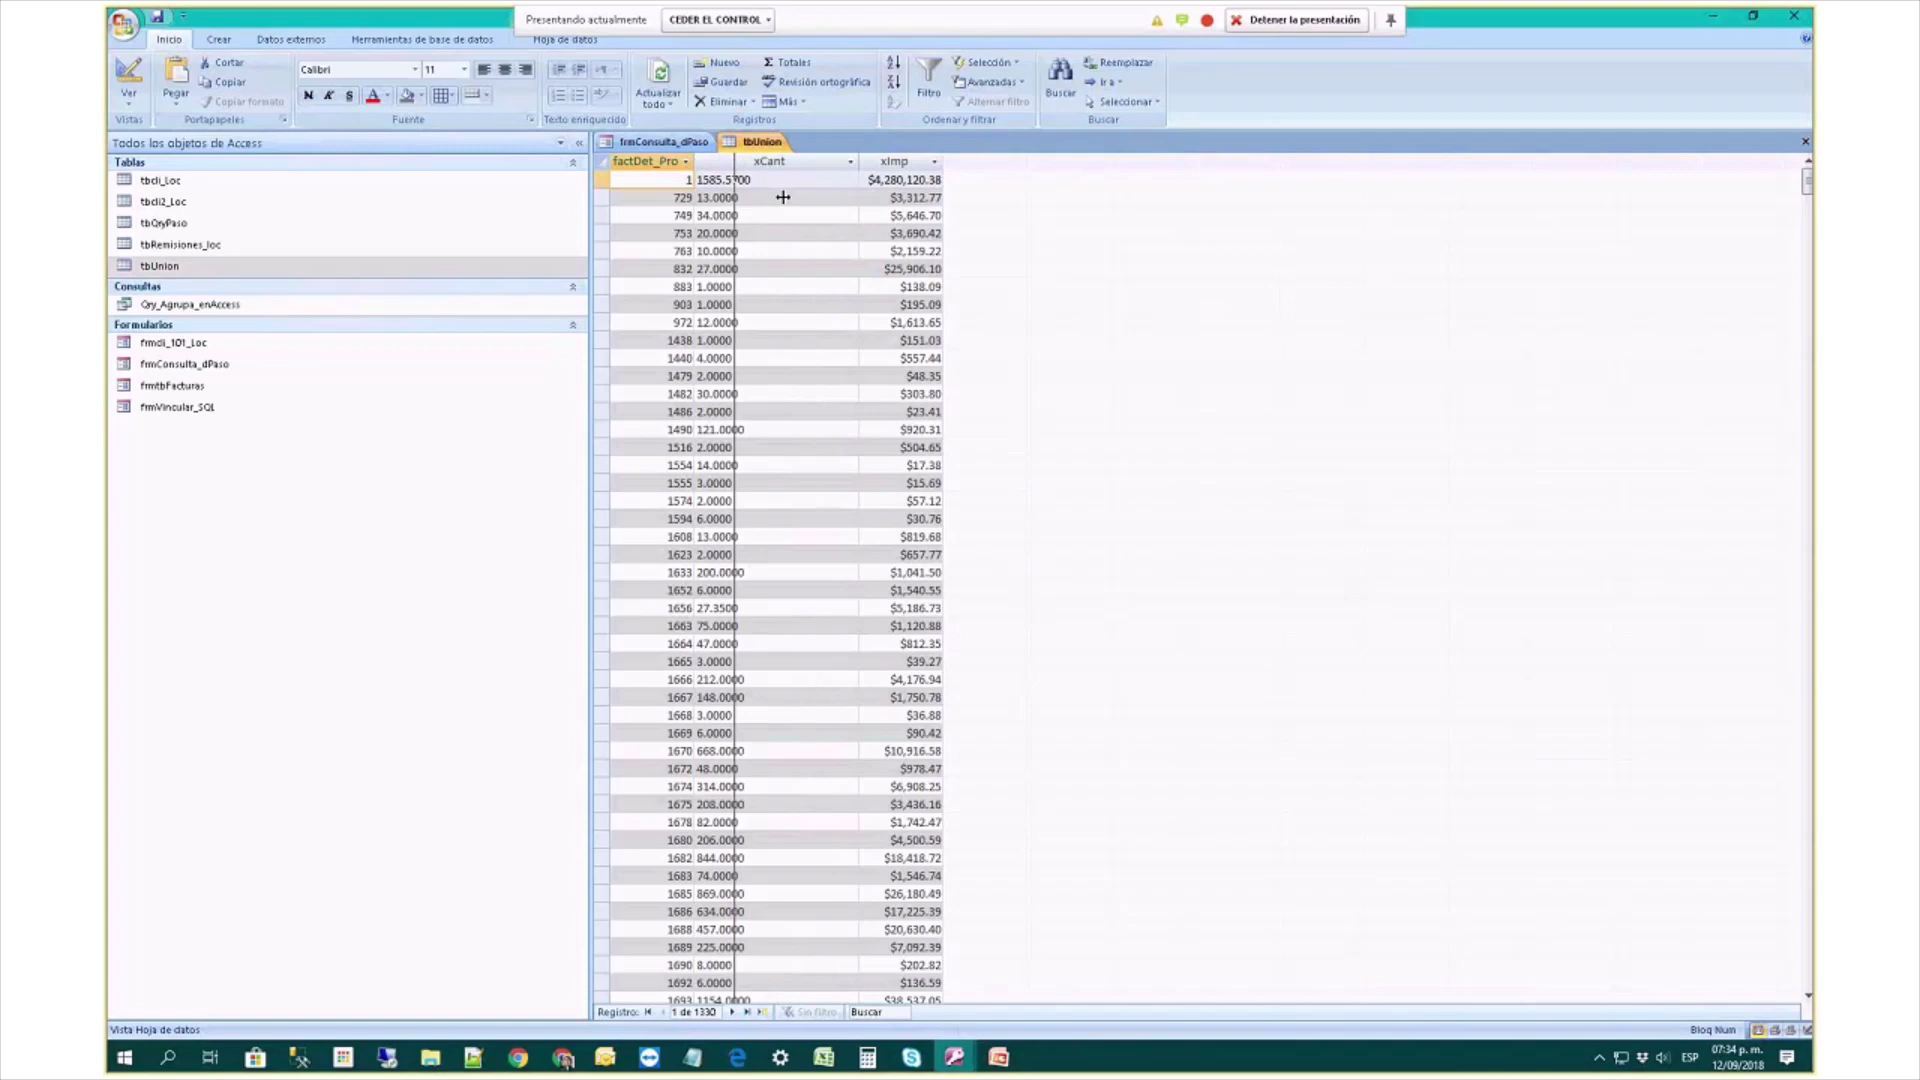 Presentando actualmente CEDER EL CONTROL Detener la presentación
Inicio Crear Datos externos Herramientas de base de datos Hoja de datos
Ver
Vistas
Pegar
Cortar
Copiar
Copiar formato
Portapapeles
Calibri 11
N K S A
Fuente
Texto enriquecido
Actualizar
todo
Nuevo
Guardar
Eliminar
Σ Totales
Revisión ortográfica
Más
Registros
Filtro
Selección
Avanzadas
Alternar filtro
Ordenar y filtrar
Buscar
Reemplazar
Ir a
Seleccionar
Buscar
Todos los objetos de Access
Tablas
tbcli_Loc
tbcli2_Loc
tbQryPaso
tbRemisiones_loc
tbUnion
Consultas
Qry_Agrupa_enAccess
Formularios
frmcli_101_Loc
frmConsulta_dPaso
frmtbFacturas
frmVincular_SQL
frmConsulta_dPaso tbUnion
factDet_Pro xCant xImp
1 1585.5700 $4,280,120.38
729 13.0000 $3,312.77
749 34.0000 $5,646.70
753 20.0000 $3,690.42
763 10.0000 $2,159.22
832 27.0000 $25,906.10
883 1.0000 $138.09
903 1.0000 $195.09
972 12.0000 $1,613.65
1438 1.0000 $151.03
1440 4.0000 $557.44
1479 2.0000 $48.35
1482 30.0000 $303.80
1486 2.0000 $23.41
1490 121.0000 $920.31
1516 2.0000 $504.65
1554 14.0000 $17.38
1555 3.0000 $15.69
1574 2.0000 $57.12
1594 6.0000 $30.76
1608 13.0000 $819.68
1623 2.0000 $657.77
1633 200.0000 $1,041.50
1652 6.0000 $1,540.55
1656 27.3500 $5,186.73
1663 75.0000 $1,120.88
1664 47.0000 $812.35
1665 3.0000 $39.27
1666 212.0000 $4,176.94
1667 148.0000 $1,750.78
1668 3.0000 $36.88
1669 6.0000 $90.42
1670 668.0000 $10,916.58
1672 48.0000 $978.47
1674 314.0000 $6,908.25
1675 208.0000 $3,436.16
1678 82.0000 $1,742.47
1680 206.0000 $4,500.59
1682 844.0000 $18,418.72
1683 74.0000 $1,546.74
1685 869.0000 $26,180.49
1686 634.0000 $17,225.39
1688 457.0000 $20,630.40
1689 225.0000 $7,092.39
1690 8.0000 $202.82
1692 6.0000 $136.59
1693 1154.0000 $38,537.05
Registro: 1 de 1330 Sin filtro Buscar
Vista Hoja de datos Bloq Num
ESP 07:34 p. m.
12/09/2018